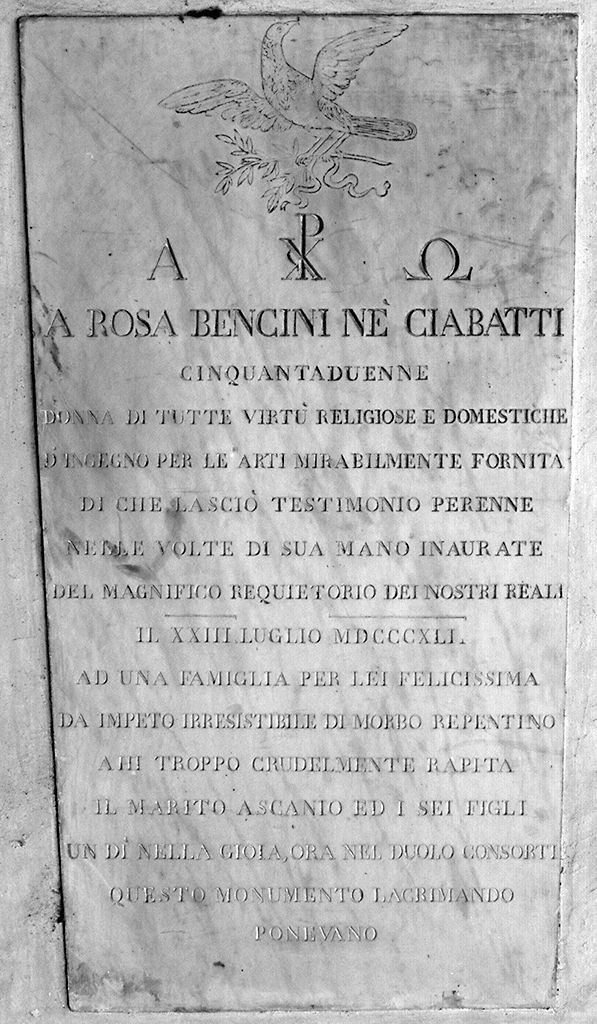 A ☧ Ω
A ROSA BENCINI NÈ CIABATTI
CINQUANTADUENNE
DONNA DI TUTTE VIRTÙ RELIGIOSE E DOMESTICHE
D'INGEGNO PER LE ARTI MIRABILMENTE FORNITA
DI CHE LASCIÒ TESTIMONIO PERENNE
NELLE VOLTE DI SUA MANO INAURATE
DEL MAGNIFICO REQUIETORIO DEI NOSTRI REALI
IL XXIII LUGLIO MDCCCXLI.
AD UNA FAMIGLIA PER LEI FELICISSIMA
DA IMPETO IRRESISTIBILE DI MORBO REPENTINO
AHI TROPPO CRUDELMENTE RAPITA
IL MARITO ASCANIO ED I SEI FIGLI
UN DÌ NELLA GIOIA, ORA NEL DUOLO CONSORTI
QUESTO MONUMENTO LACRIMANDO
PONEVANO